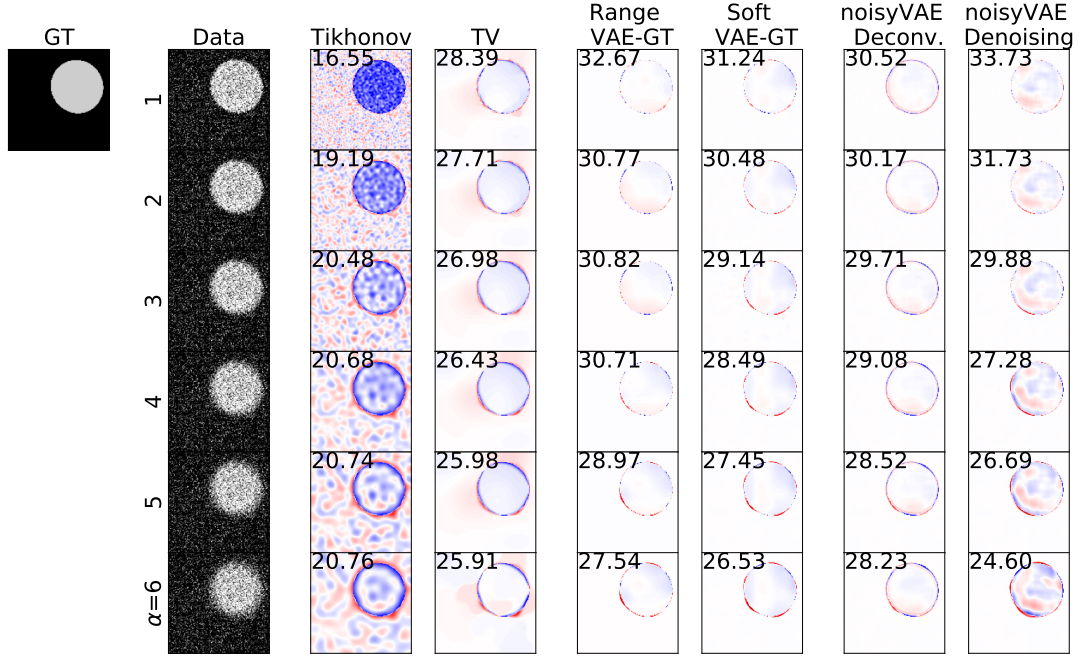 Range Soft noisyVAE noisyVAE
GT Data Tikhonov TV VAE-GT VAE-GT Deconv. Denoising
1 16.55 28.39 32.67 31.24 30.52 33.73
2 19.19 27.71 30.77 30.48 30.17 31.73
3 20.48 26.98 30.82 29.14 29.71 29.88
4 20.68 26.43 30.71 28.49 29.08 27.28
5 20.74 25.98 28.97 27.45 28.52 26.69
α=6 20.76 25.91 27.54 26.53 28.23 24.60